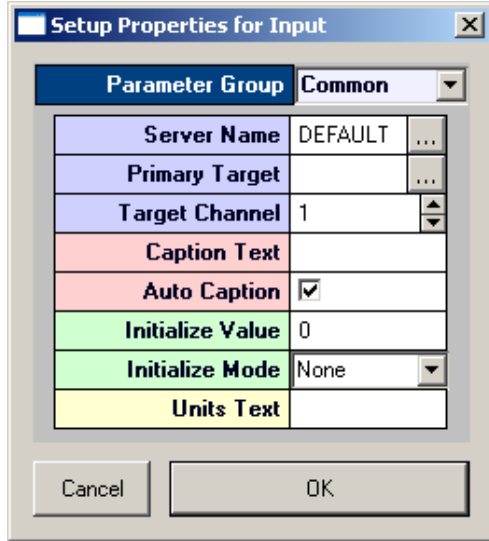 Setup Properties for Input
Parameter Group Common
Server Name DEFAULT ...
Primary Target ...
Target Channel 1
Caption Text
Auto Caption
Initialize Value 0
Initialize Mode None
Units Text
Cancel OK